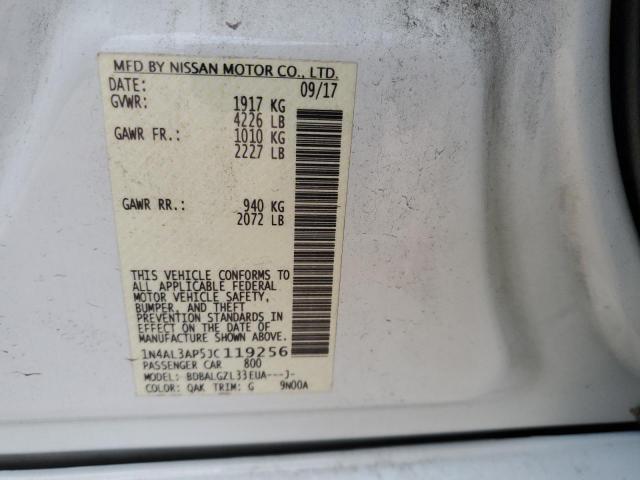 MFD BY NISSAN MOTOR CO., LTD.
DATE: 09/17
GVWR: 1917 KG
4226 LB
GAWR FR.: 1010 KG
2227 LB
GAWR RR.: 940 KG
2072 LB
THIS VEHICLE CONFORMS TO
ALL APPLICABLE FEDERAL
MOTOR VEHICLE SAFETY,
BUMPER, AND THEFT
PREVENTION STANDARDS IN
EFFECT ON THE DATE OF
MANUFACTURE SHOWN ABOVE.
1N4AL3AP5JC119256
PASSENGER CAR 800
MODEL: BDBALGZL33EUA---J-
COLOR: QAK TRIM: G 9N00A